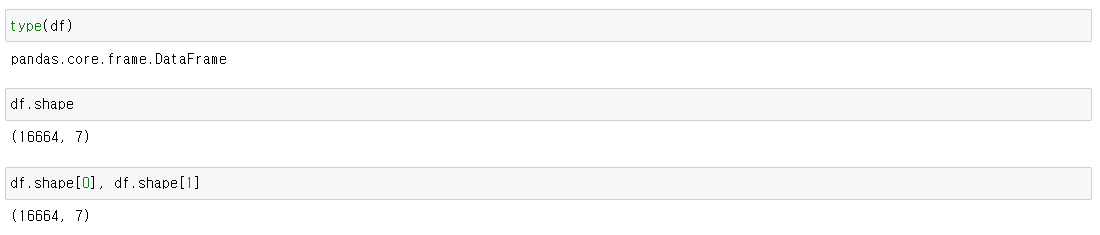 type(df)
pandas.core.frame.DataFrame
df.shape
(16664, 7)
df.shape[0], df.shape[1]
(16664, 7)